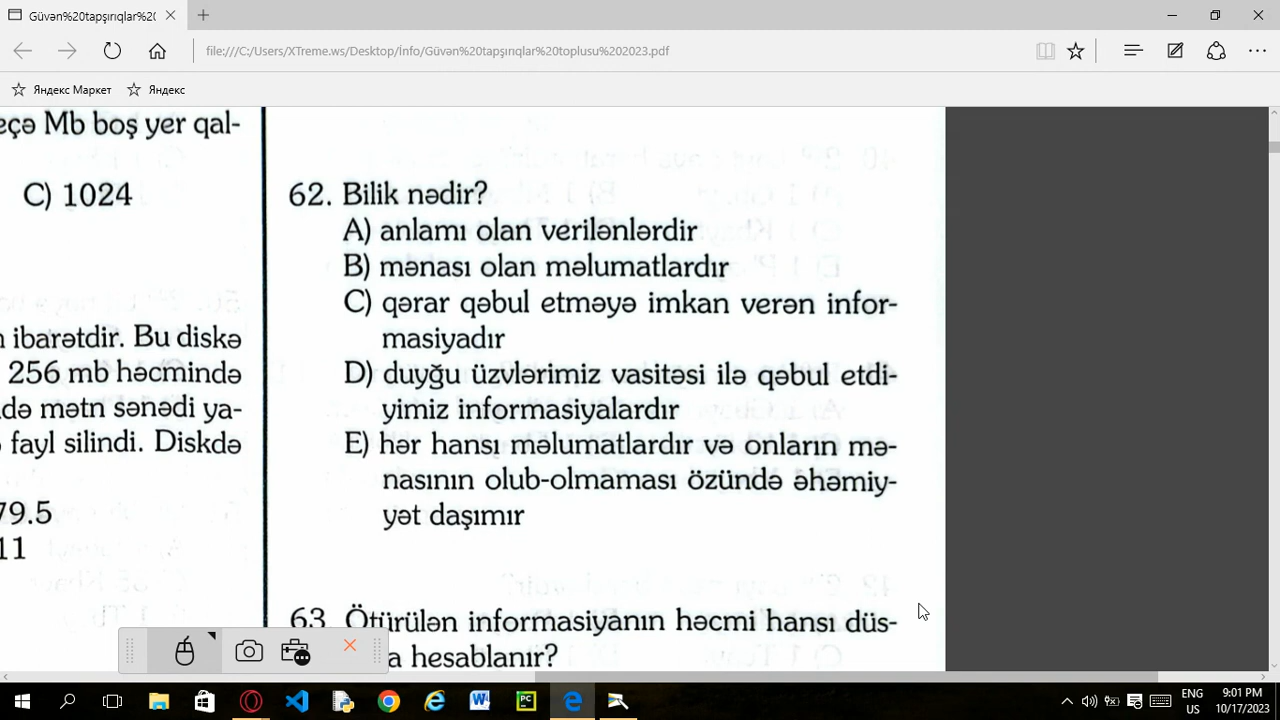 Güvən%20tapşırıqlar%20
file:///C:/Users/XTreme.ws/Desktop/İnfo/Güvən%20tapşırıqlar%20toplusu%202023.pdf
Яндекс Маркет
Яндекс
eçə Mb boş yer qal-
C) 1024
ibarətdir. Bu diskə
256 mb həcmində
də mətn sənədi ya-
fayl silindi. Diskdə
79.5
11
62. Bilik nədir?
A) anlamı olan verilənlərdir
B) mənası olan məlumatlardır
C) qərar qəbul etməyə imkan verən infor-
masiyadır
D) duyğu üzvlərimiz vasitəsi ilə qəbul etdi-
yimiz informasiyalardır
E) hər hansı məlumatlardır və onların mə-
nasının olub-olmaması özündə əhəmiy-
yət daşımır
63. Ötürülən informasiyanın həcmi hansı düs-
a hesablanır?
ENG
US
9:01 PM
10/17/2023